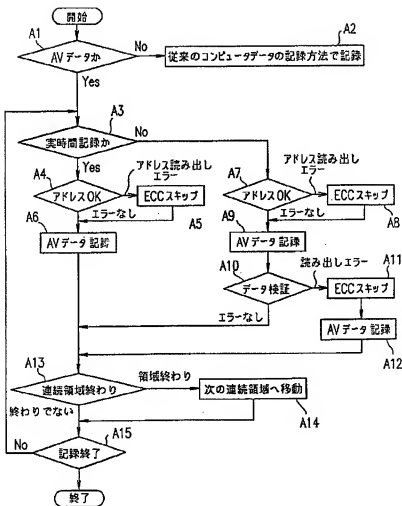 開始
A1
AVデータか
No
A2
従来のコンピュータデータの記録方法で記録
Yes
A3
実時間記録か
No
Yes
A4
アドレスOK
アドレス読み出し
エラー
ECCスキップ
A5
エラーなし
A6
AVデータ記録
A7
アドレスOK
アドレス読み出し
エラー
ECCスキップ
A8
エラーなし
A9
AVデータ記録
A10
データ検証
読み出しエラー
A11
ECCスキップ
エラーなし
AVデータ記録
A12
A13
連続領域終わり
領域終わり
次の連続領域へ移動
A14
終わりでない
A15
No
記録終了
終了